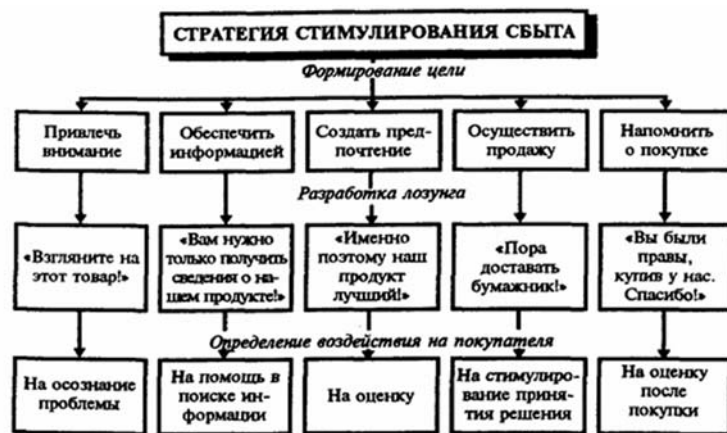 СТРАТЕГИЯ СТИМУЛИРОВАНИЯ СБЫТА
Формирование цели
Привлечь
внимание
Обеспечить
информацией
Создать пред-
почтение
Осуществить
продажу
Напомнить
о покупке
Разработка лозунга
«Взгляните на
этот товар!»
«Вам нужно
только получить
сведения о на-
шем продукте!»
«Именно
поэтому наш
продукт
лучший!»
«Пора
доставать
бумажник!»
«Вы были
правы,
купив у нас.
Спасибо!»
Определение воздействия на покупателя
На осознание
проблемы
На помощь в
поиске ин-
формации
На оценку
На стимулиро-
вание приня-
тия решения
На оценку
после
покупки